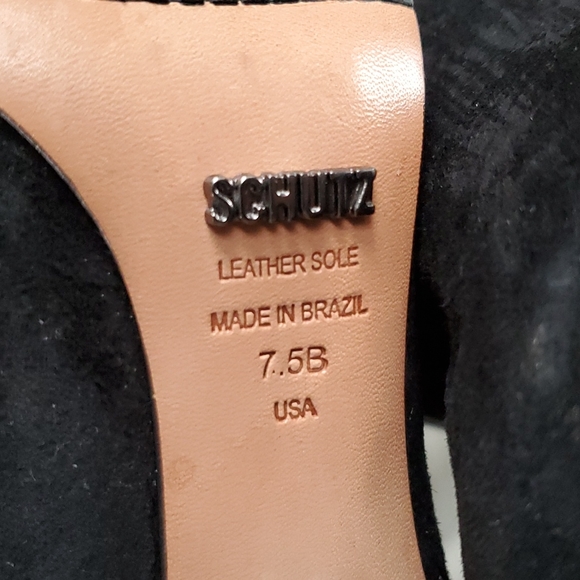 SCHUTZ
LEATHER SOLE
MADE IN BRAZIL
7.5B
USA